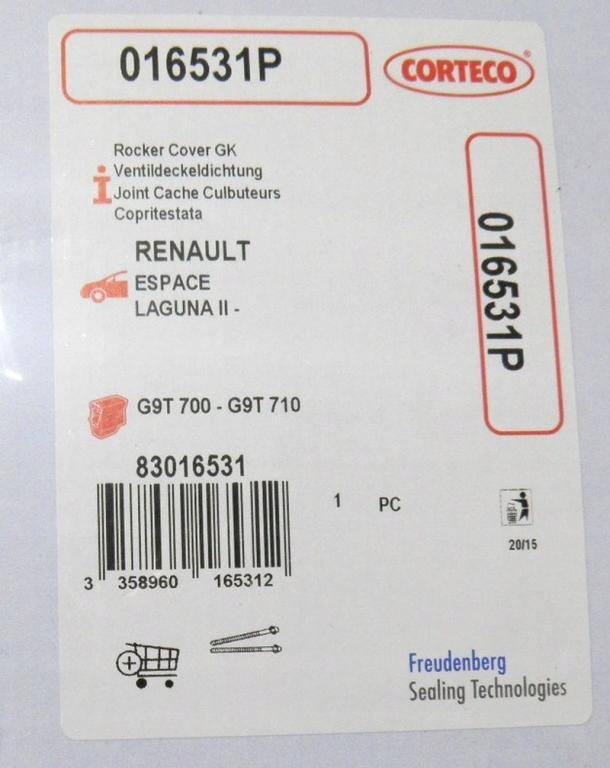 016531P
CORTECO®
Rocker Cover GK
Ventildeckeldichtung
Joint Cache Culbuteurs
Copritestata
RENAULT
ESPACE
LAGUNA II -
016531P
G9T 700 - G9T 710
83016531
3 358960 165312
1 PC
20/15
Freudenberg
Sealing Technologies